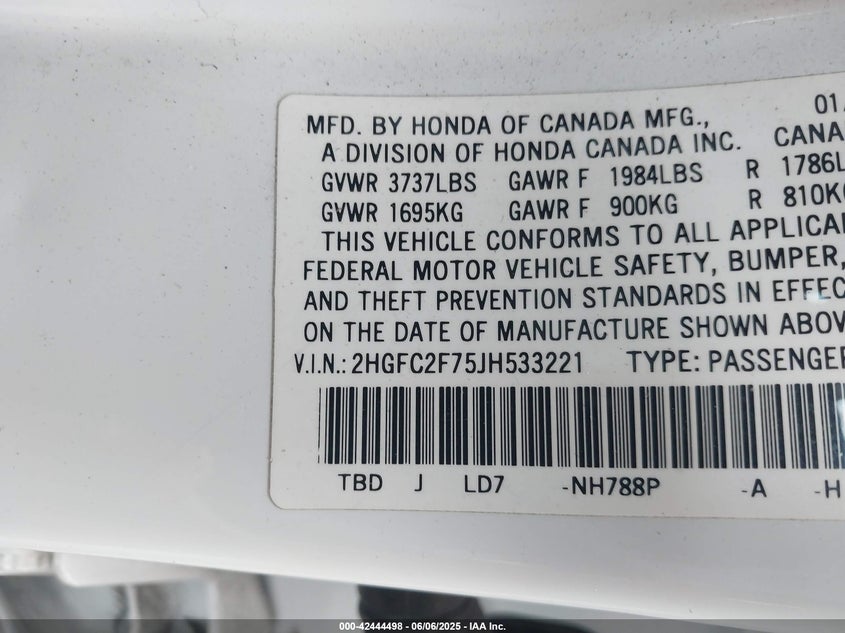 01.
MFD. BY HONDA OF CANADA MFG.,
A DIVISION OF HONDA CANADA INC. CANA
GVWR 3737LBS GAWR F 1984LBS R 1786L
GVWR 1695KG GAWR F 900KG R 810KG
THIS VEHICLE CONFORMS TO ALL APPLICA
FEDERAL MOTOR VEHICLE SAFETY, BUMPER,
AND THEFT PREVENTION STANDARDS IN EFFEC
ON THE DATE OF MANUFACTURE SHOWN ABOV
V.I.N.: 2HGFC2F75JH533221 TYPE: PASSENGER
TBD J LD7 -NH788P -A -H
000-42444498 - 06/06/2025 - IAA Inc.